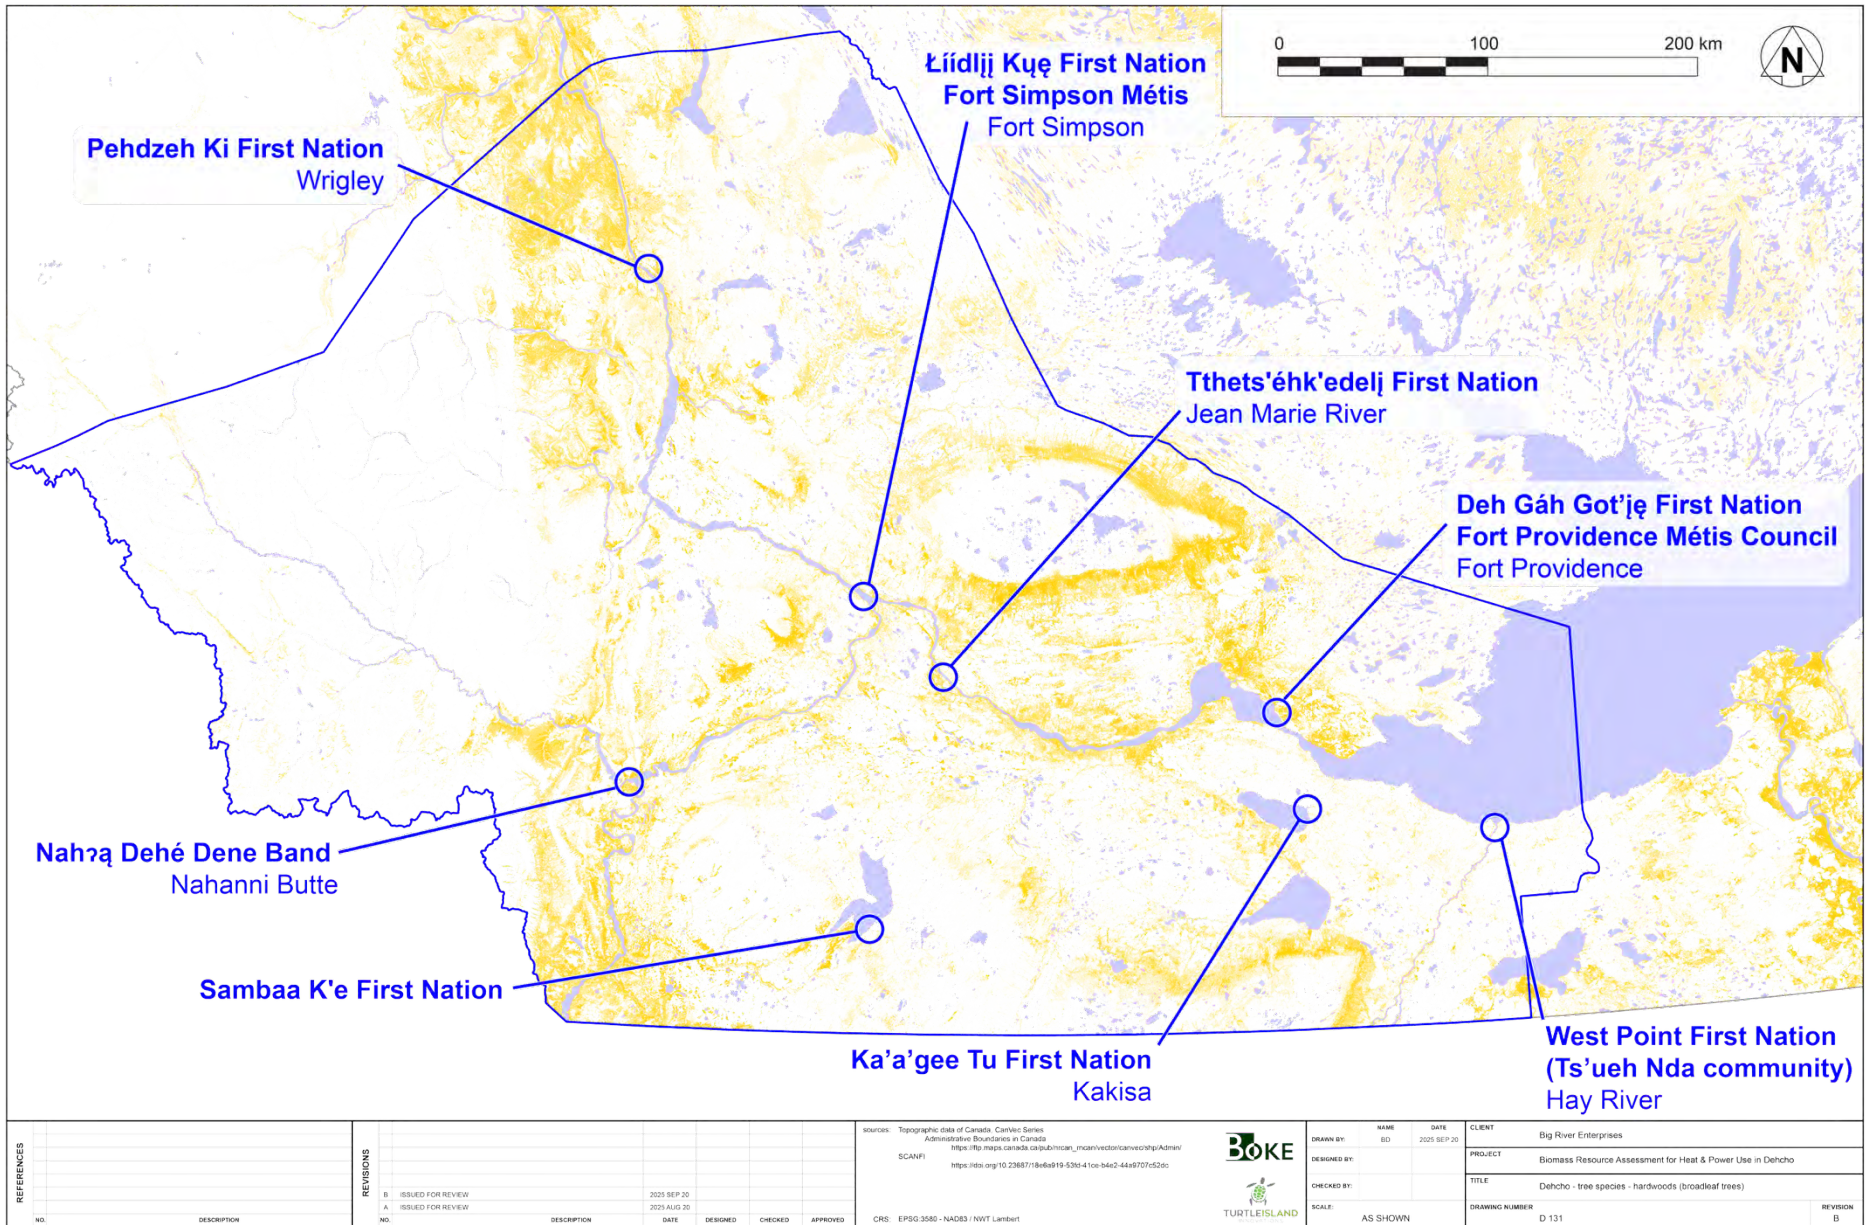 0 100 200 km
N
Łíídlįį Kųę First Nation
Fort Simpson Métis
Fort Simpson
Pehdzeh Ki First Nation
Wrigley
Tthets'éhk'edelį First Nation
Jean Marie River
Deh Gáh Got’įę First Nation
Fort Providence Métis Council
Fort Providence
Nahɂą Dehé Dene Band
Nahanni Butte
Sambaa K'e First Nation
Ka’a’gee Tu First Nation
Kakisa
West Point First Nation
(Ts’ueh Nda community)
Hay River
REFERENCES
NO. DESCRIPTION
REVISIONS
B ISSUED FOR REVIEW 2025 SEP 20
A ISSUED FOR REVIEW 2025 AUG 20
NO. DESCRIPTION DATE DESIGNED CHECKED APPROVED
sources: Topographic data of Canada CanVec Series
Administrative Boundaries in Canada
SCANFI
CRS: EPSG:3580 - NAD83 / NWT Lambert
BOKE
TURTLEISLAND
NAME DATE
DRAWN BY: BD 2025 SEP 20
DESIGNED BY:
CHECKED BY:
SCALE: AS SHOWN
CLIENT
Big River Enterprises
PROJECT
Biomass Resource Assessment for Heat & Power Use in Dehcho
TITLE
Dehcho - tree species - hardwoods (broadleaf trees)
DRAWING NUMBER REVISION
D 131 B